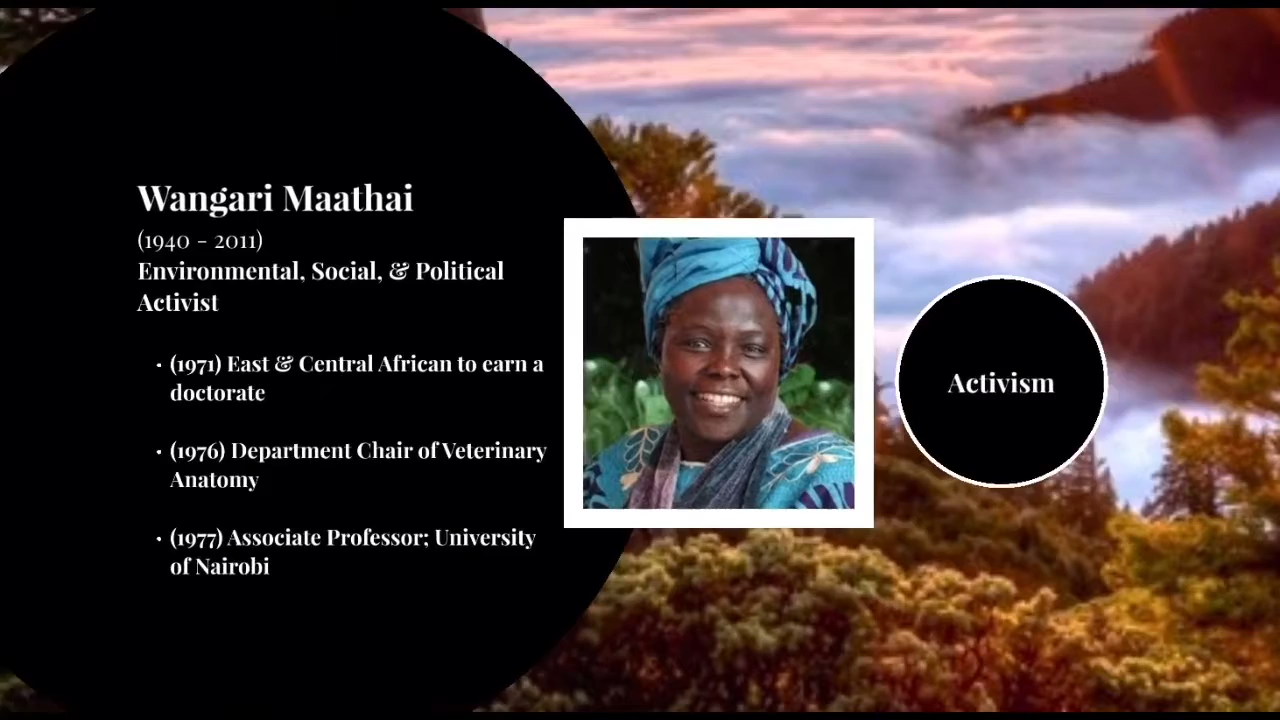 Wangari Maathai
(1940 - 2011)
Environmental, Social, & Political
Activist
· (1971) East & Central African to earn a
doctorate
· (1976) Department Chair of Veterinary
Anatomy
· (1977) Associate Professor; University
of Nairobi
Activism